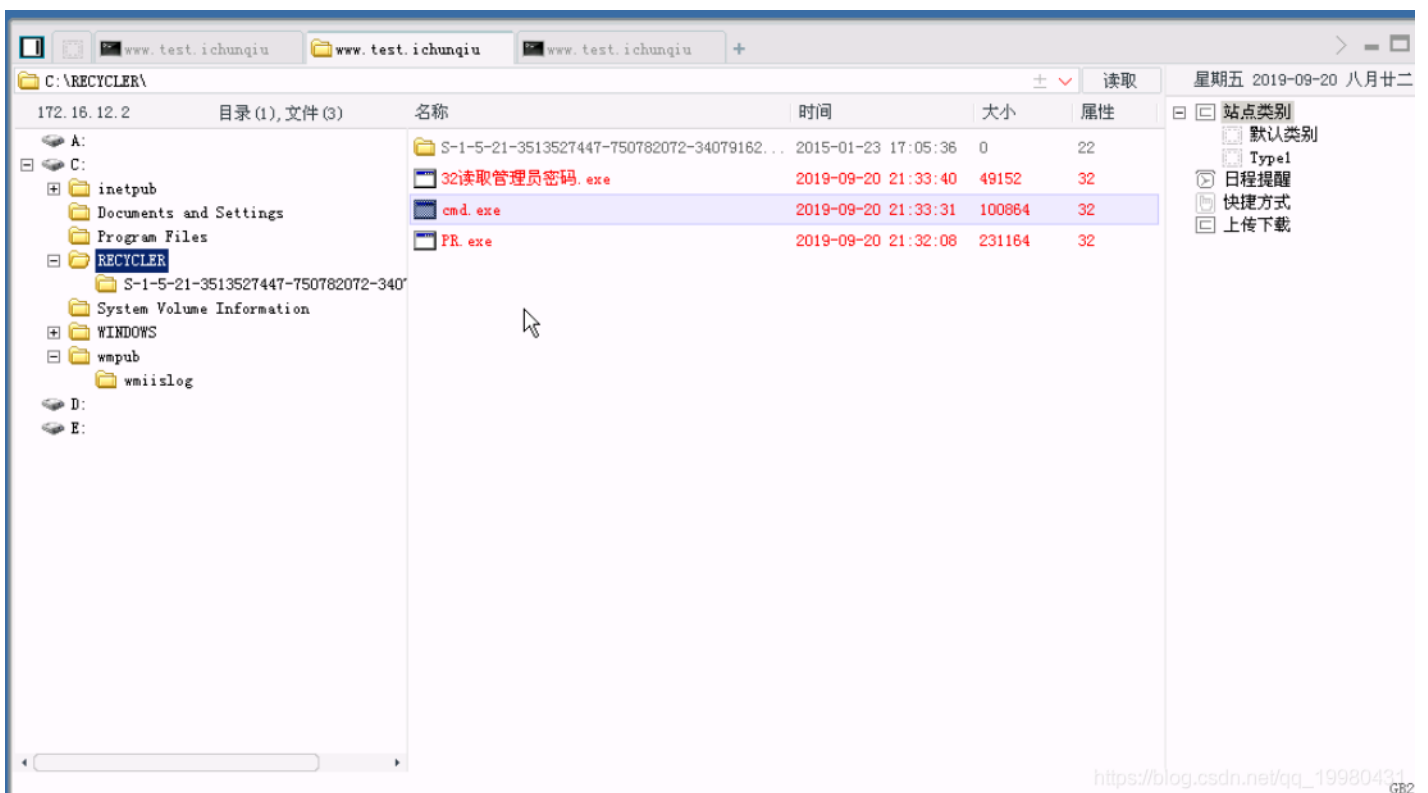 www.test.ichunqiu www.test.ichunqiu www.test.ichunqiu +
C:\RECYCLER\ 读取 星期五 2019-09-20 八月廿二
172.16.12.2 目录(1),文件(3) 名称 时间 大小 属性
A:
C:
inetpub
Documents and Settings
Program Files
RECYCLER
S-1-5-21-3513527447-750782072-340
System Volume Information
WINDOWS
wmpub
wmiislog
D:
E:
S-1-5-21-3513527447-750782072-34079162... 2015-01-23 17:05:36 0 22
32读取管理员密码.exe 2019-09-20 21:33:40 49152 32
cmd.exe 2019-09-20 21:33:31 100864 32
PR.exe 2019-09-20 21:32:08 231164 32
站点类别
默认类别
Type1
日程提醒
快捷方式
上传下载
https://blog.csdn.net/qq_19980431
GB2